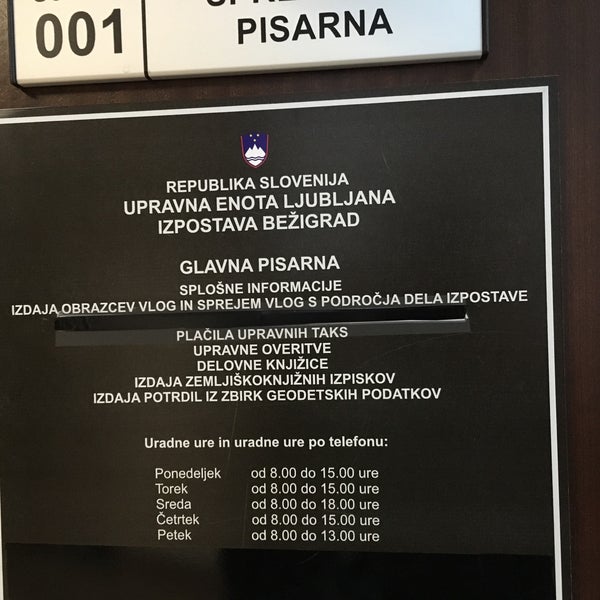 001
PISARNA
REPUBLIKA SLOVENIJA
UPRAVNA ENOTA LJUBLJANA
IZPOSTAVA BEŽIGRAD
GLAVNA PISARNA
SPLOŠNE INFORMACIJE
IZDAJA OBRAZCEV VLOG IN SPREJEM VLOG S PODROČJA DELA IZPOSTAVE
PLAČILA UPRAVNIH TAKS
UPRAVNE OVERITVE
DELOVNE KNJIŽICE
IZDAJA ZEMLJIŠKOKNJIŽNIH IZPISKOV
IZDAJA POTRDIL IZ ZBIRK GEODETSKIH PODATKOV
Uradne ure in uradne ure po telefonu:
Ponedeljek od 8.00 do 15.00 ure
Torek od 8.00 do 15.00 ure
Sreda od 8.00 do 18.00 ure
Četrtek od 8.00 do 15.00 ure
Petek od 8.00 do 13.00 ure